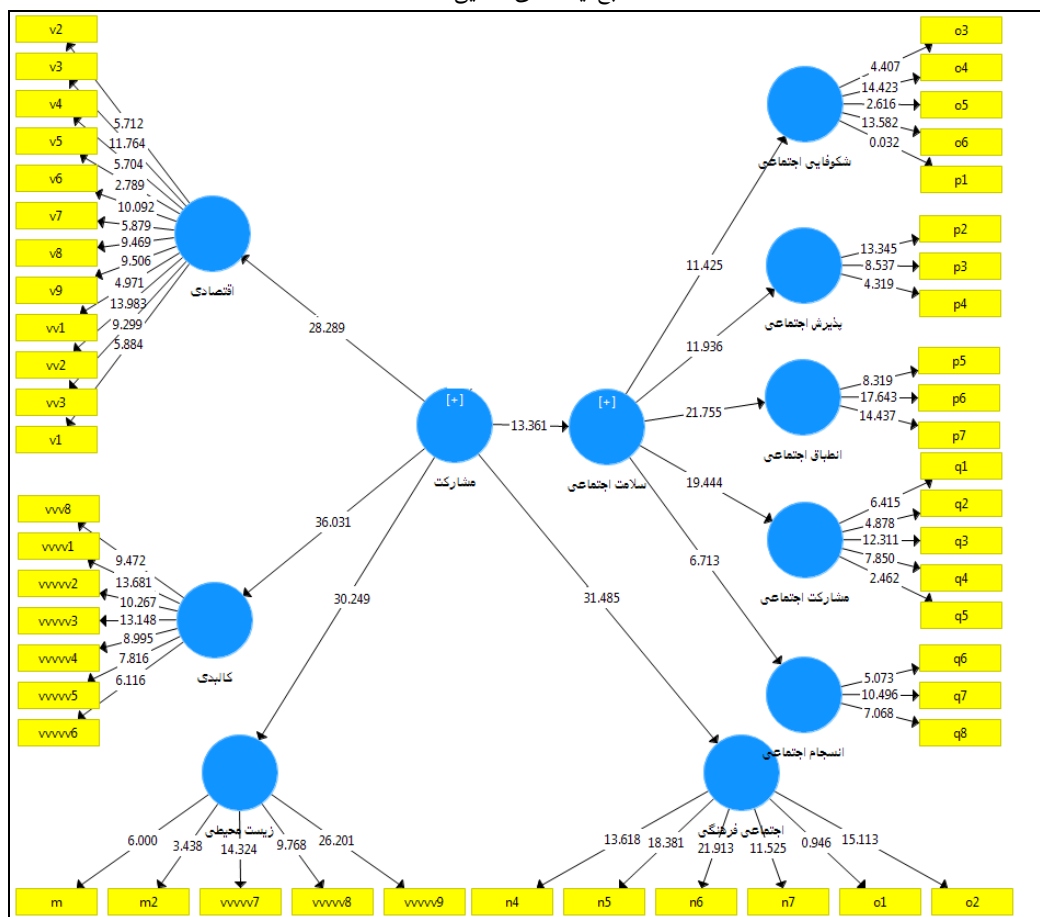 v2
v3
v4
v5
v6
v7
v8
v9
vv1
vv2
vv3
v1
5.712
11.764
5.704
2.789
10.092
5.879
9.469
9.506
4.971
13.983
9.299
5.884
اقتصادی
28.289
o3
o4
o5
o6
p1
4.407
14.423
2.616
13.582
0.032
شکوفایی اجتماعی
11.425
p2
p3
p4
13.345
8.537
4.319
پذیرش اجتماعی
11.936
p5
p6
p7
8.319
17.643
14.437
انطباق اجتماعی
21.755
[+]
مشارکت
13.361
[+]
سلامت اجتماعی
19.444
q1
q2
q3
q4
q5
6.415
4.878
12.311
7.850
2.462
مشارکت اجتماعی
6.713
q6
q7
q8
5.073
10.496
7.068
انسجام اجتماعی
vvv8
vvvv1
vvvvv2
vvvvv3
vvvvv4
vvvvv5
vvvvv6
9.472
13.681
10.267
13.148
8.995
7.816
6.116
کالبدی
36.031
30.249
31.485
زیست محیطی
6.000
3.438
14.324
9.768
26.201
m
m2
vvvvv7
vvvvv8
vvvvv9
اجتماعی فرهنگی
13.618
18.381
21.913
11.525
0.946
15.113
n4
n5
n6
n7
o1
o2